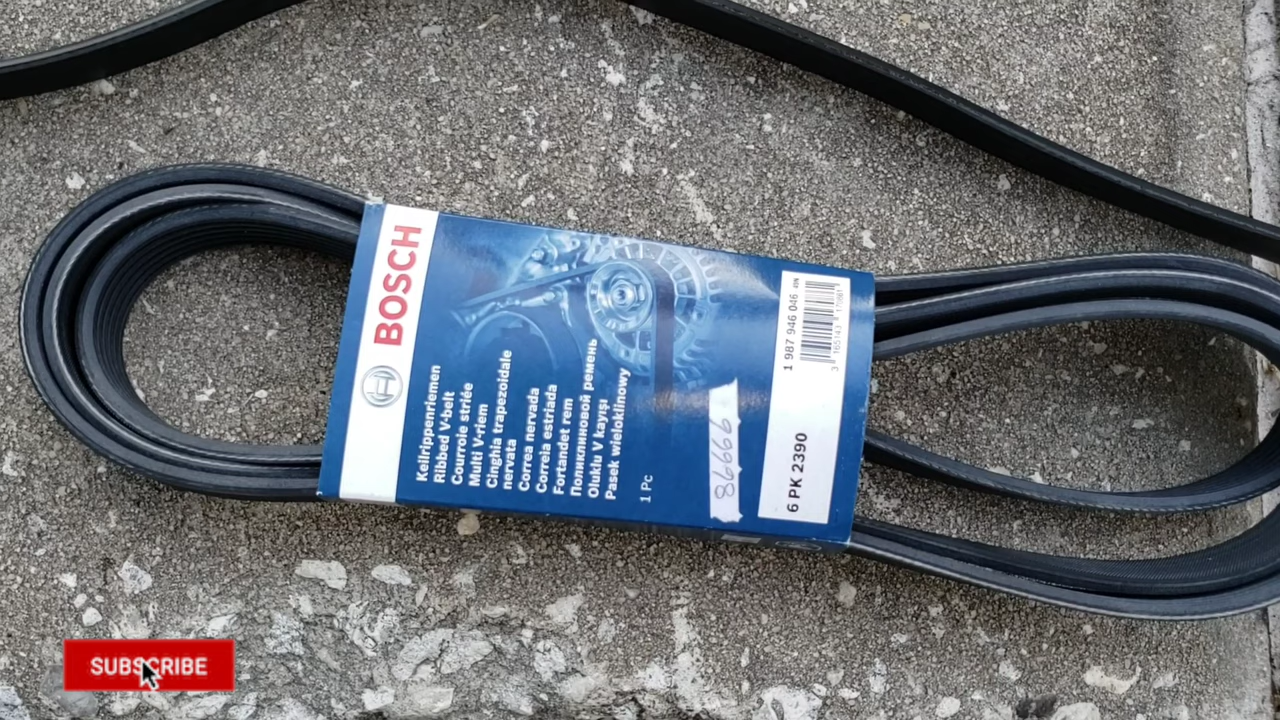 BOSCH
Keilrippenriemen
Ribbed V-belt
Courroie striée
Multi V-riem
Cinghia trapezoidale
nervata
Correa nervada
Correia estriada
Fortandet rem
Поликлиновой ремень
Oluklu V kayışı
Pasek wieloklinowy
1 Pc
1 987 946 046
6 PK 2390
SUBSCRIBE